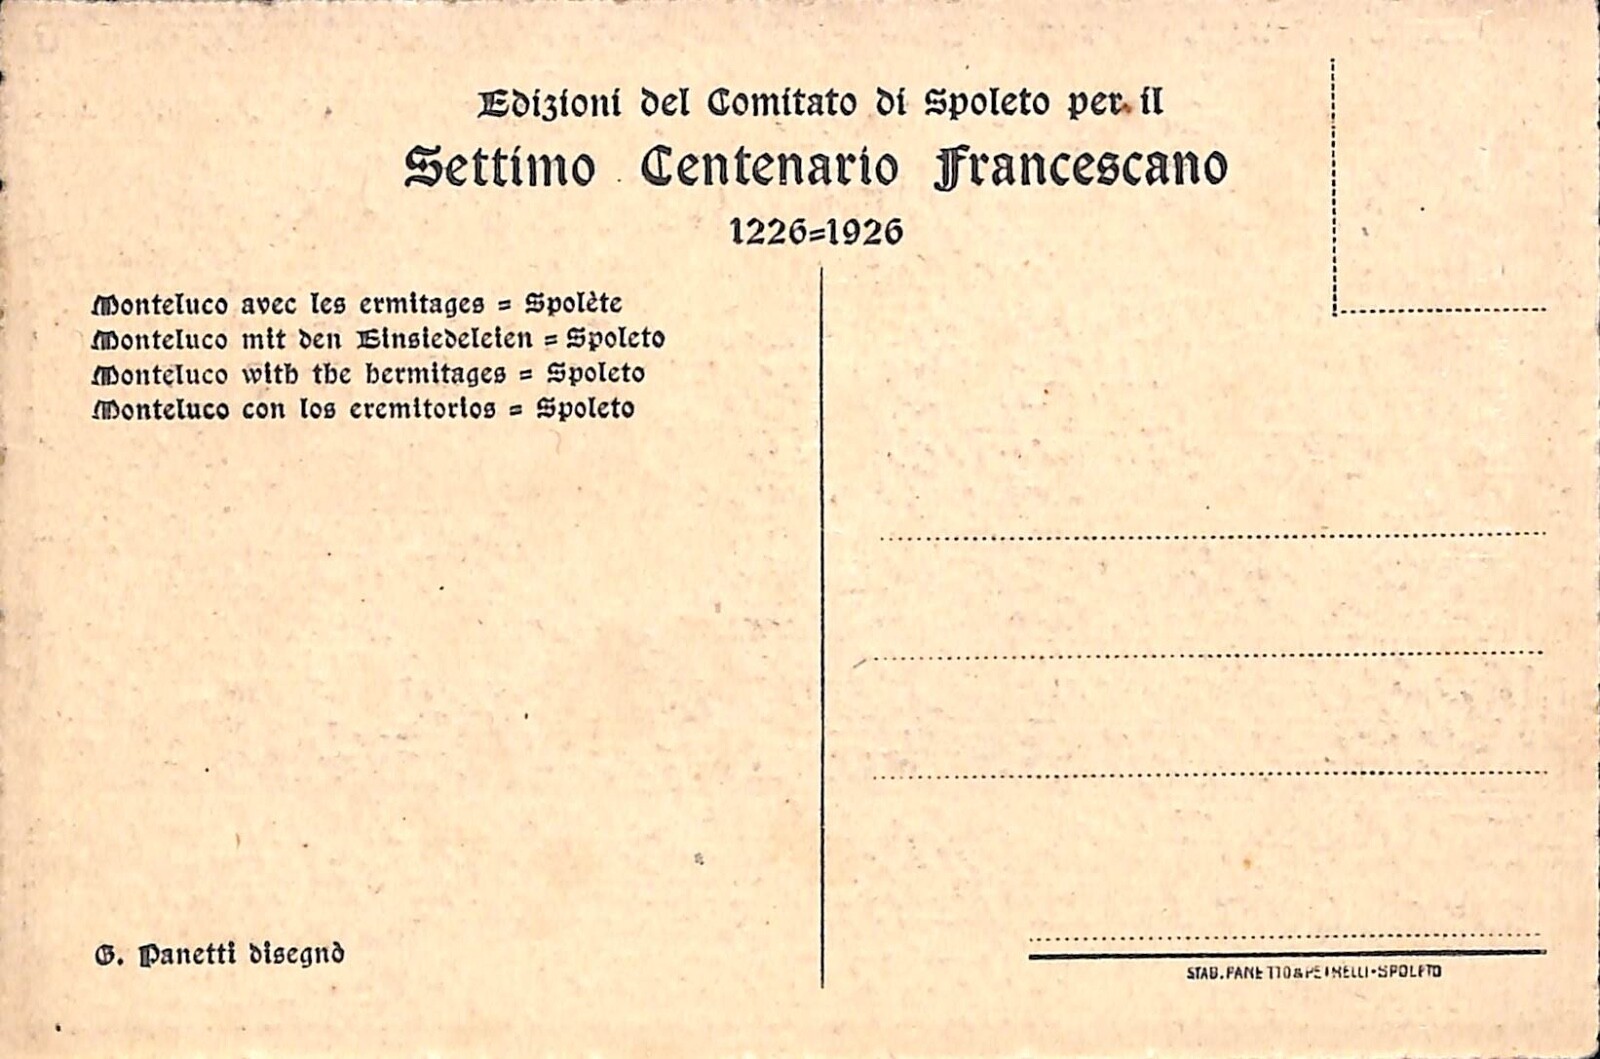 Edizioni del Comitato di Spoleto per il
Settimo Centenario Francescano
1226=1926
Monteluco avec les ermitages = Spolète
Monteluco mit den Einsiedeleien = Spoleto
Monteluco with the hermitages = Spoleto
Monteluco con los eremitorios = Spoleto
G. Panetti disegnò
STAB. PANETTO & PETRELLI - SPOLETO